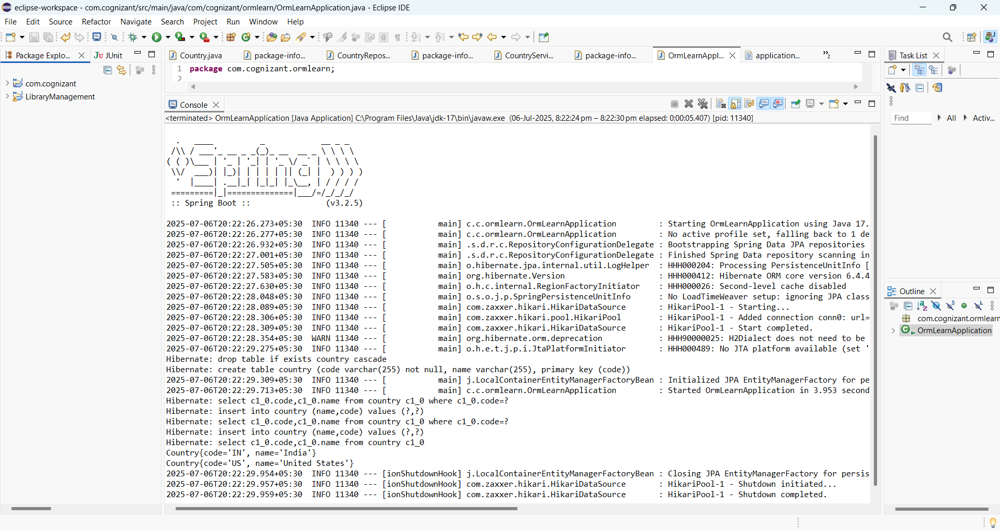 eclipse-workspace - com.cognizant/src/main/java/com/cognizant/ormlearn/OrmLearnApplication.java - Eclipse IDE
File Edit Source Refactor Navigate Search Project Run Window Help
Package Explo... JUnit
com.cognizant
LibraryManagement
Country.java package-info... CountryRepos... package-info... CountryServi... package-info... OrmLearnAppl... application... »2
1 package com.cognizant.ormlearn;
2
Console
<terminated> OrmLearnApplication [Java Application] C:\Program Files\Java\jdk-17\bin\javaw.exe (06-Jul-2025, 8:22:24 pm – 8:22:30 pm elapsed: 0:00:05.407) [pid: 11340]
  .   ____          _            __ _ _
 /\\ / ___'_ __ _ _(_)_ __  __ _ \ \ \ \
( ( )\___ | '_ | '_| | '_ \/ _` | \ \ \ \
 \\/  ___)| |_)| | | | | || (_| |  ) ) ) )
  '  |____| .__|_| |_|_| |_\__, | / / / /
 =========|_|==============|___/=/_/_/_/
 :: Spring Boot ::                (v3.2.5)
2025-07-06T20:22:26.273+05:30  INFO 11340 --- [           main] c.c.ormlearn.OrmLearnApplication         : Starting OrmLearnApplication using Java 17.
2025-07-06T20:22:26.277+05:30  INFO 11340 --- [           main] c.c.ormlearn.OrmLearnApplication         : No active profile set, falling back to 1 de
2025-07-06T20:22:26.932+05:30  INFO 11340 --- [           main] .s.d.r.c.RepositoryConfigurationDelegate : Bootstrapping Spring Data JPA repositories
2025-07-06T20:22:27.001+05:30  INFO 11340 --- [           main] .s.d.r.c.RepositoryConfigurationDelegate : Finished Spring Data repository scanning in
2025-07-06T20:22:27.505+05:30  INFO 11340 --- [           main] o.hibernate.jpa.internal.util.LogHelper  : HHH000204: Processing PersistenceUnitInfo [
2025-07-06T20:22:27.583+05:30  INFO 11340 --- [           main] org.hibernate.Version                    : HHH000412: Hibernate ORM core version 6.4.4
2025-07-06T20:22:27.630+05:30  INFO 11340 --- [           main] o.h.c.internal.RegionFactoryInitiator    : HHH000026: Second-level cache disabled
2025-07-06T20:22:28.048+05:30  INFO 11340 --- [           main] o.s.o.j.p.SpringPersistenceUnitInfo      : No LoadTimeWeaver setup: ignoring JPA class
2025-07-06T20:22:28.089+05:30  INFO 11340 --- [           main] com.zaxxer.hikari.HikariDataSource       : HikariPool-1 - Starting...
2025-07-06T20:22:28.306+05:30  INFO 11340 --- [           main] com.zaxxer.hikari.pool.HikariPool        : HikariPool-1 - Added connection conn0: url=
2025-07-06T20:22:28.309+05:30  INFO 11340 --- [           main] com.zaxxer.hikari.HikariDataSource       : HikariPool-1 - Start completed.
2025-07-06T20:22:28.354+05:30  WARN 11340 --- [           main] org.hibernate.orm.deprecation            : HHH90000025: H2Dialect does not need to be
2025-07-06T20:22:29.275+05:30  INFO 11340 --- [           main] o.h.e.t.j.p.i.JtaPlatformInitiator       : HHH000489: No JTA platform available (set '
Hibernate: drop table if exists country cascade
Hibernate: create table country (code varchar(255) not null, name varchar(255), primary key (code))
2025-07-06T20:22:29.309+05:30  INFO 11340 --- [           main] j.LocalContainerEntityManagerFactoryBean : Initialized JPA EntityManagerFactory for pe
2025-07-06T20:22:29.713+05:30  INFO 11340 --- [           main] c.c.ormlearn.OrmLearnApplication         : Started OrmLearnApplication in 3.953 second
Hibernate: select c1_0.code,c1_0.name from country c1_0 where c1_0.code=?
Hibernate: insert into country (name,code) values (?,?)
Hibernate: select c1_0.code,c1_0.name from country c1_0 where c1_0.code=?
Hibernate: insert into country (name,code) values (?,?)
Hibernate: select c1_0.code,c1_0.name from country c1_0
Country{code='IN', name='India'}
Country{code='US', name='United States'}
2025-07-06T20:22:29.954+05:30  INFO 11340 --- [ionShutdownHook] j.LocalContainerEntityManagerFactoryBean : Closing JPA EntityManagerFactory for persis
2025-07-06T20:22:29.957+05:30  INFO 11340 --- [ionShutdownHook] com.zaxxer.hikari.HikariDataSource       : HikariPool-1 - Shutdown initiated...
2025-07-06T20:22:29.959+05:30  INFO 11340 --- [ionShutdownHook] com.zaxxer.hikari.HikariDataSource       : HikariPool-1 - Shutdown completed.
Task List
Find All Activ...
Outline
com.cognizant.ormlearn
OrmLearnApplication